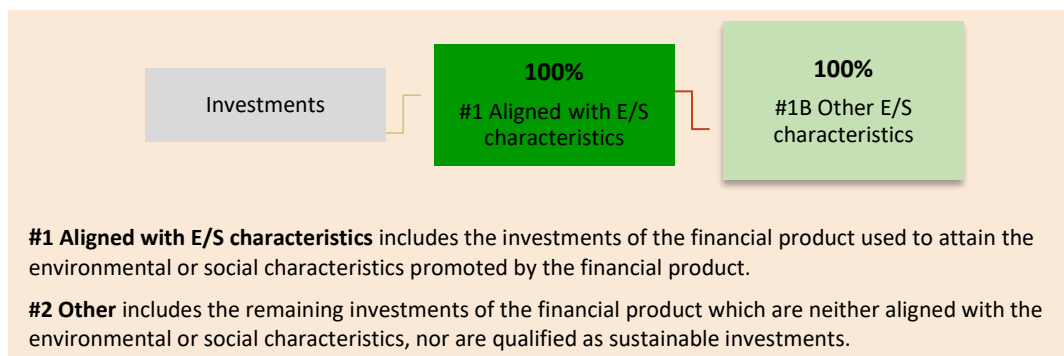 Investments
100%
#1 Aligned with E/S
characteristics
100%
#1B Other E/S
characteristics
#1 Aligned with E/S characteristics includes the investments of the financial product used to attain the
environmental or social characteristics promoted by the financial product.
#2 Other includes the remaining investments of the financial product which are neither aligned with the
environmental or social characteristics, nor are qualified as sustainable investments.